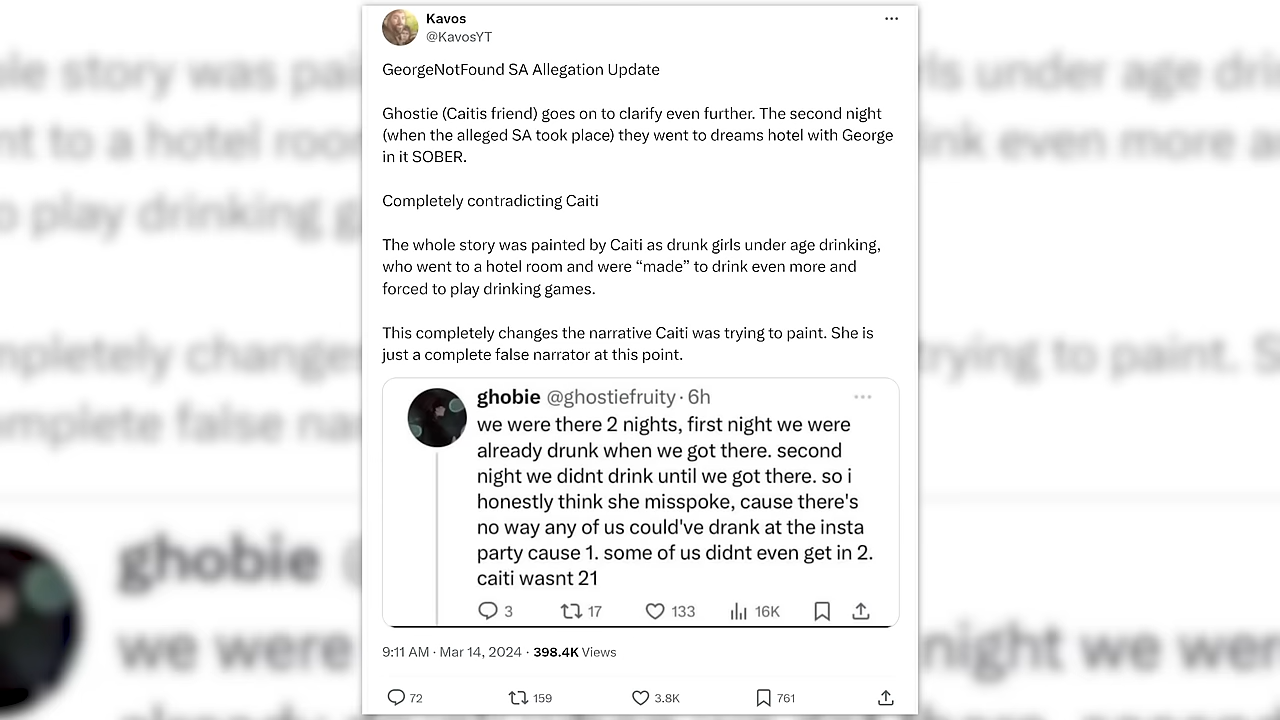 Kavos
@KavosYT
GeorgeNotFound SA Allegation Update
Ghostie (Caitis friend) goes on to clarify even further. The second night
(when the alleged SA took place) they went to dreams hotel with George
in it SOBER.
Completely contradicting Caiti
The whole story was painted by Caiti as drunk girls under age drinking,
who went to a hotel room and were “made” to drink even more and
forced to play drinking games.
This completely changes the narrative Caiti was trying to paint. She is
just a complete false narrator at this point.
ghobie @ghostiefruity · 6h
we were there 2 nights, first night we were
already drunk when we got there. second
night we didnt drink until we got there. so i
honestly think she misspoke, cause there's
no way any of us could've drank at the insta
party cause 1. some of us didnt even get in 2.
caiti wasnt 21
3 17 133 16K
9:11 AM · Mar 14, 2024 · 398.4K Views
72 159 3.8K 761